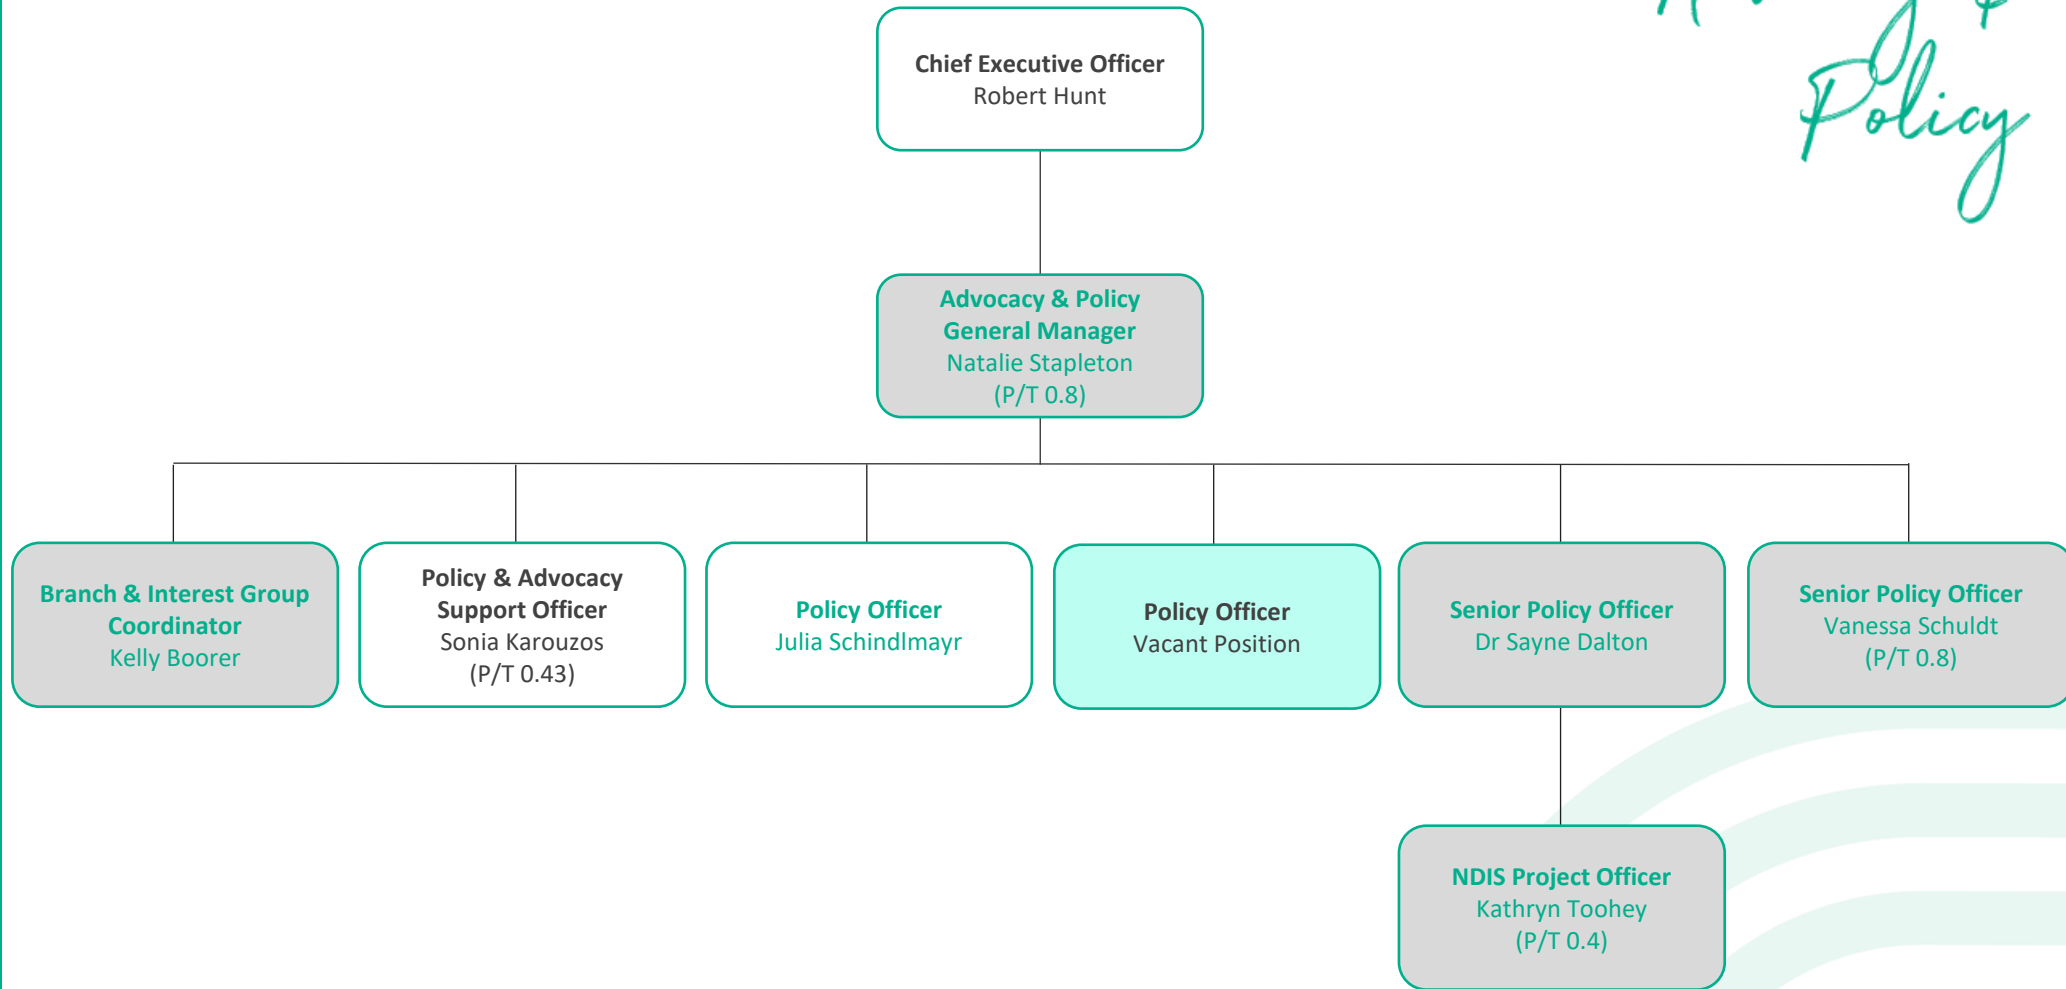 Policy
Chief Executive Officer
Robert Hunt
Advocacy & Policy
General Manager
Natalie Stapleton
(P/T 0.8)
Branch & Interest Group
Coordinator
Kelly Boorer
Policy & Advocacy
Support Officer
Sonia Karouzos
(P/T 0.43)
Policy Officer
Julia Schindlmayr
Policy Officer
Vacant Position
Senior Policy Officer
Dr Sayne Dalton
Senior Policy Officer
Vanessa Schuldt
(P/T 0.8)
NDIS Project Officer
Kathryn Toohey
(P/T 0.4)